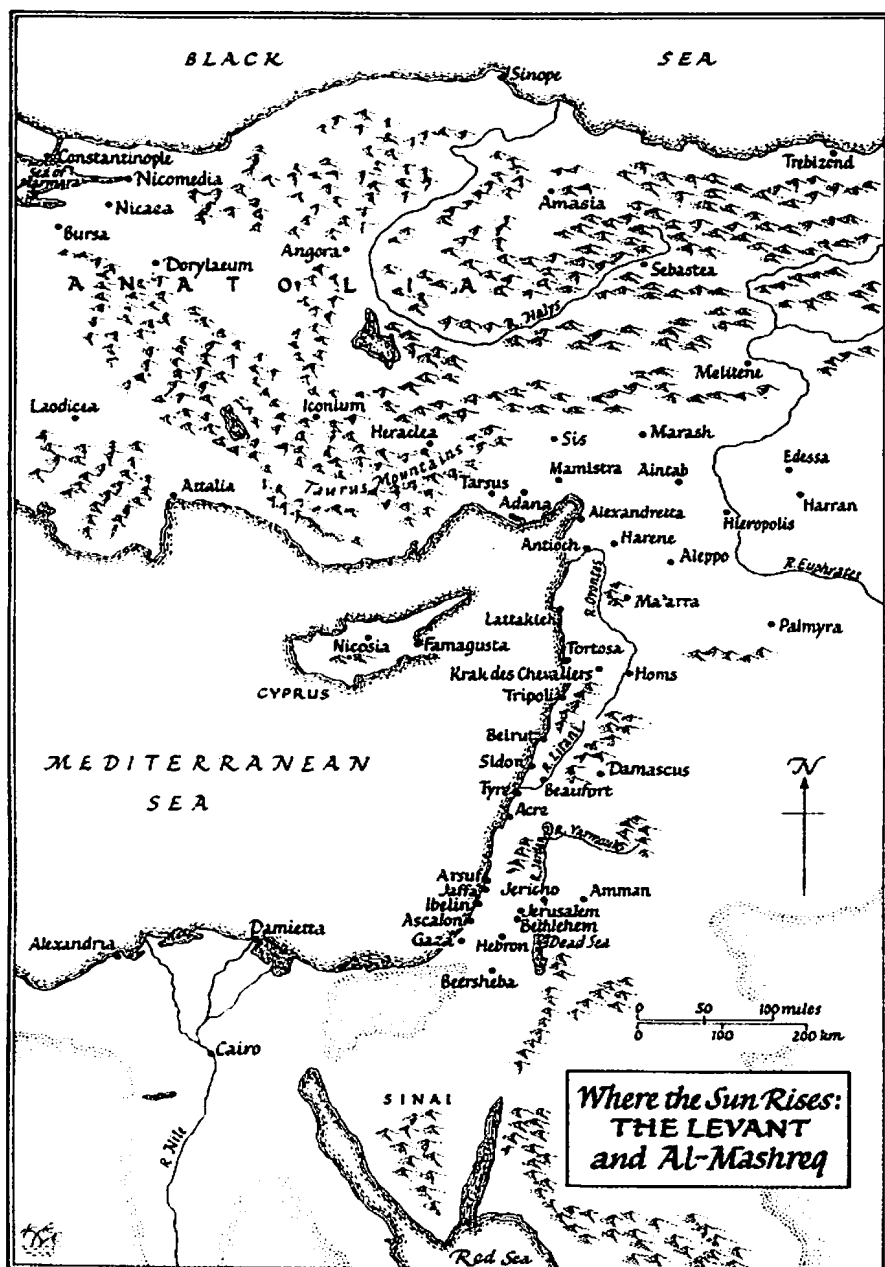 BLACK SEA
Sinope
Constantinople
Sea of Marmara
Trebizond
Nicomedia
Nicaea
Amasia
Bursa
Angora
Dorylaeum
Sebastea
ANATOLIA
R. Halys
Melitene
Laodicea
Iconium
Heraclea
Sis
Marash
Taurus Mountains
Mamistra
Aintab
Edessa
Attalia
Tarsus
Adana
Harran
Alexandretta
Hieropolis
Antioch
Harene
Aleppo
R. Euphrates
R. Orontes
Ma'arra
Lattakieh
Palmyra
Nicosia
Famagusta
Tortosa
Krak des Chevaliers
Homs
CYPRUS
Tripoli
Beirut
R. Litani
MEDITERRANEAN
SEA
Sidon
Damascus
N
Tyre
Beaufort
Acre
R. Yarmouk
R. Jordan
Arsuf
Jaffa
Jericho
Amman
Ibelin
Jerusalem
Ascalon
Bethlehem
Alexandria
Damietta
Gaza
Hebron
Dead Sea
Beersheba
0 50 100 miles
0 100 200 km
Cairo
SINAI
R. Nile
Where the Sun Rises:
THE LEVANT
and Al-Mashreq
Red Sea